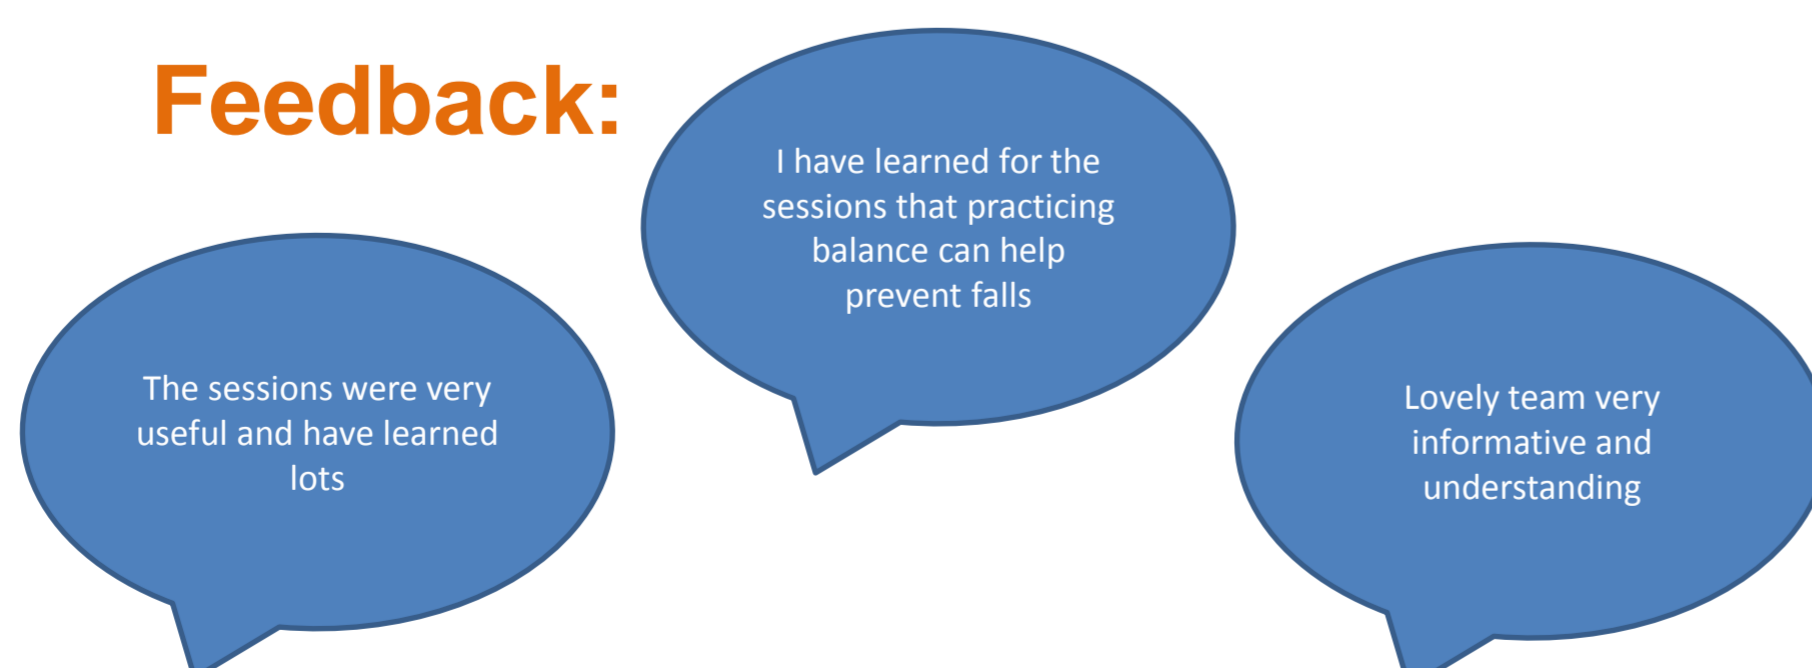 Feedback:
I have learned for the
sessions that practicing
balance can help
prevent falls
The sessions were very
useful and have learned
lots
Lovely team very
informative and
understanding